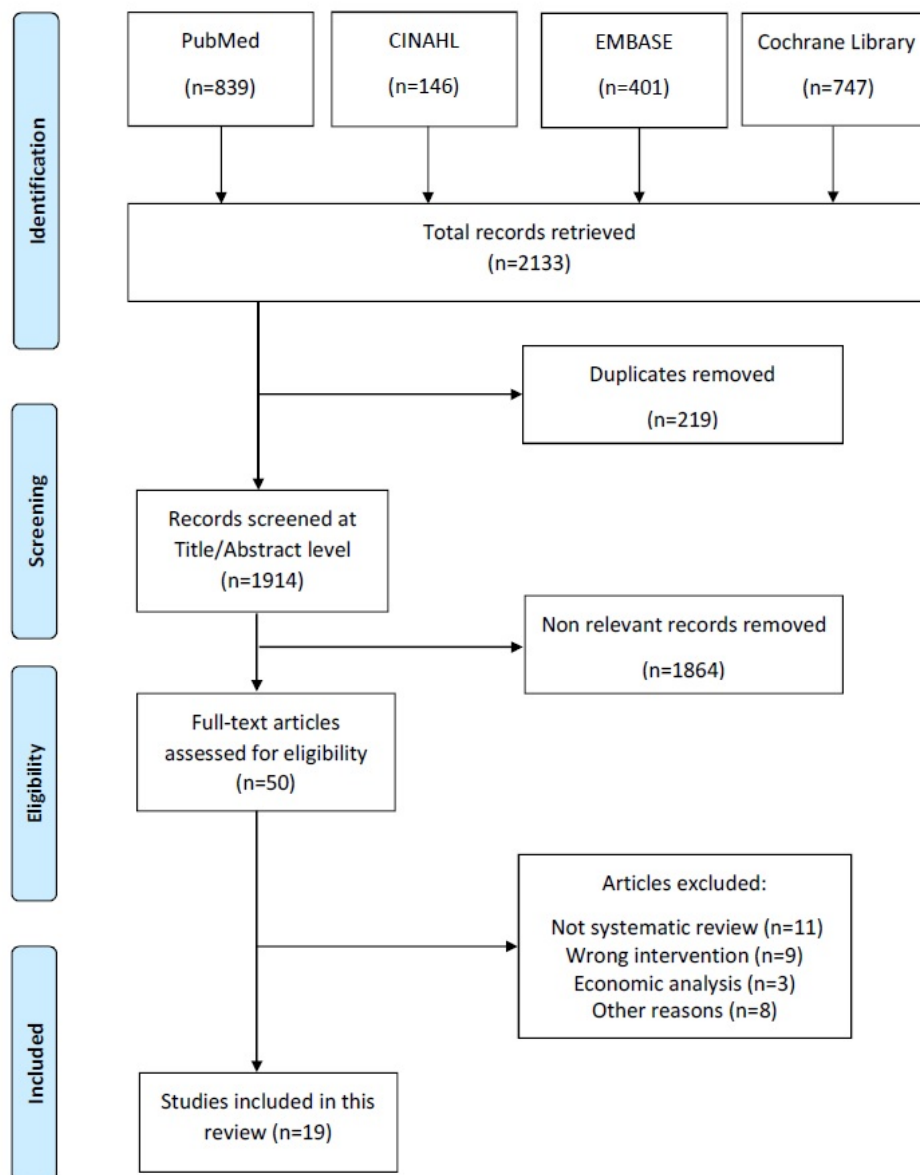 PubMed
(n=839)
CINAHL
(n=146)
EMBASE
(n=401)
Cochrane Library
(n=747)
Identification
Total records retrieved
(n=2133)
Duplicates removed
(n=219)
Screening
Records screened at
Title/Abstract level
(n=1914)
Non relevant records removed
(n=1864)
Eligibility
Full-text articles
assessed for eligibility
(n=50)
Articles excluded:
Not systematic review (n=11)
Wrong intervention (n=9)
Economic analysis (n=3)
Other reasons (n=8)
Included
Studies included in this
review (n=19)